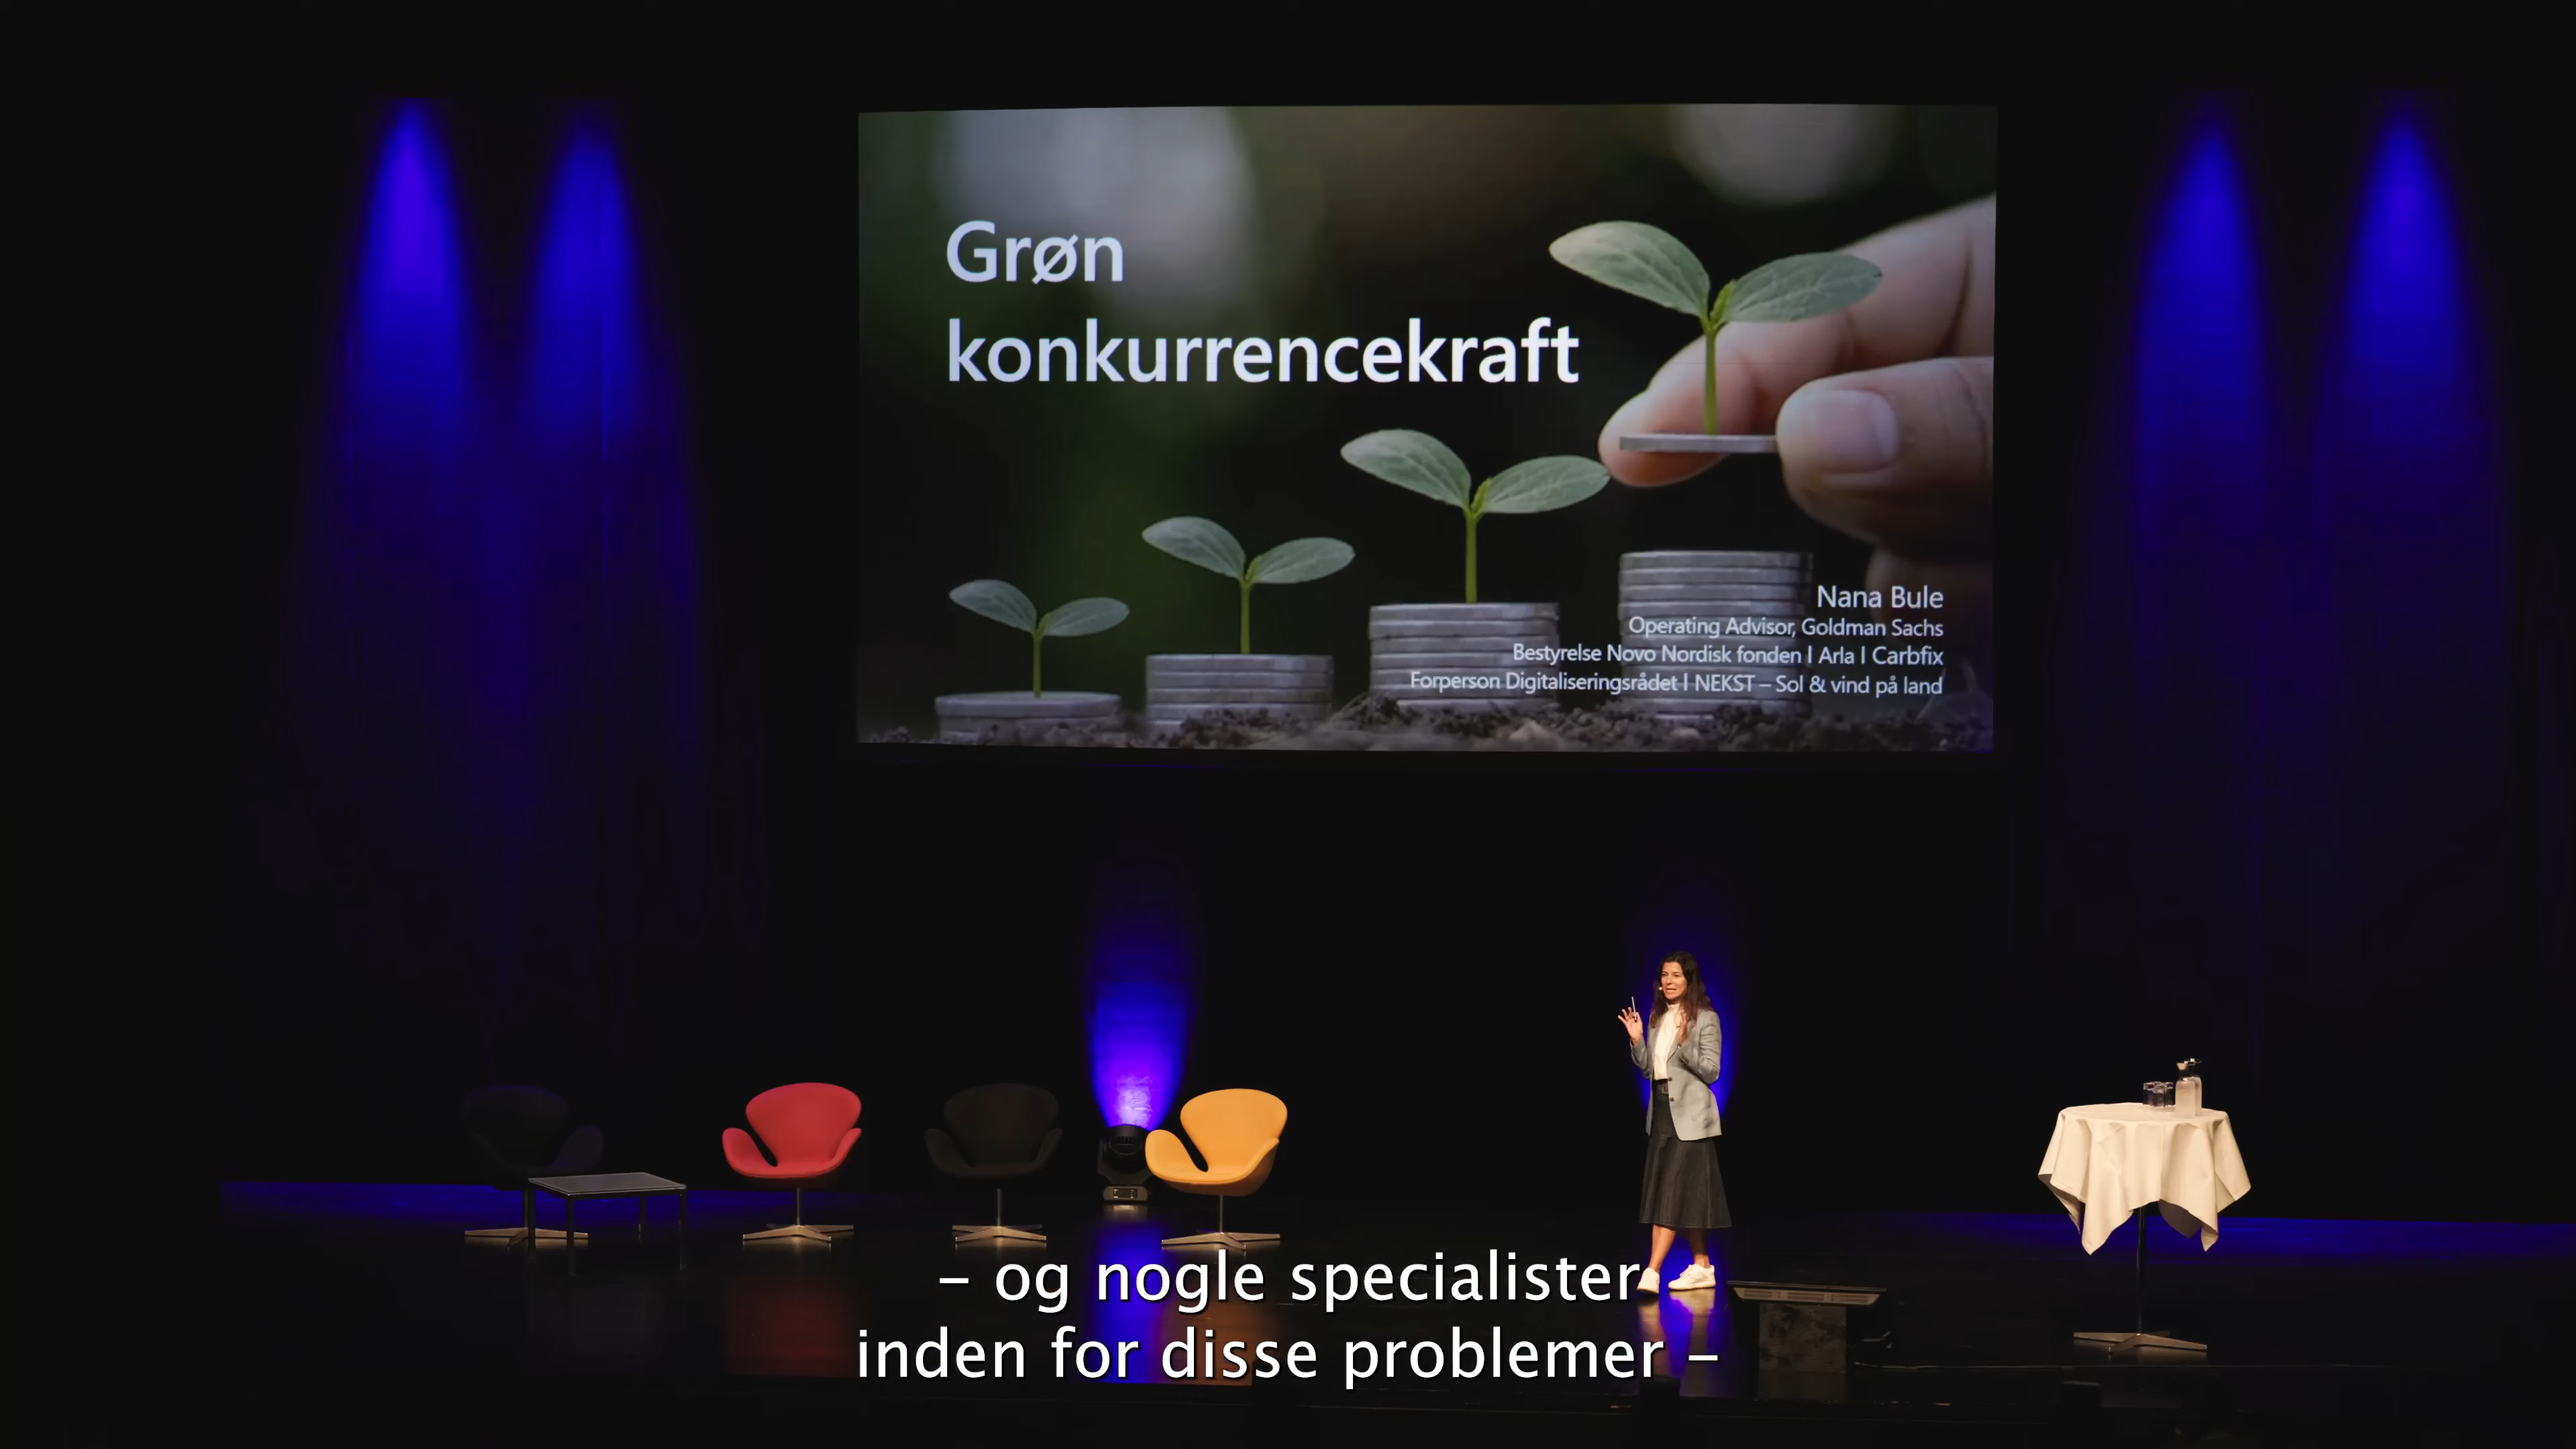 Grøn
konkurrencekraft
Nana Bule
Operating Advisor, Goldman Sachs
Bestyrelse Novo Nordisk fonden I Arla I Carbfix
Forperson Digitaliseringsrådet I NEKST – Sol & vind på land
– og nogle specialister
inden for disse problemer –